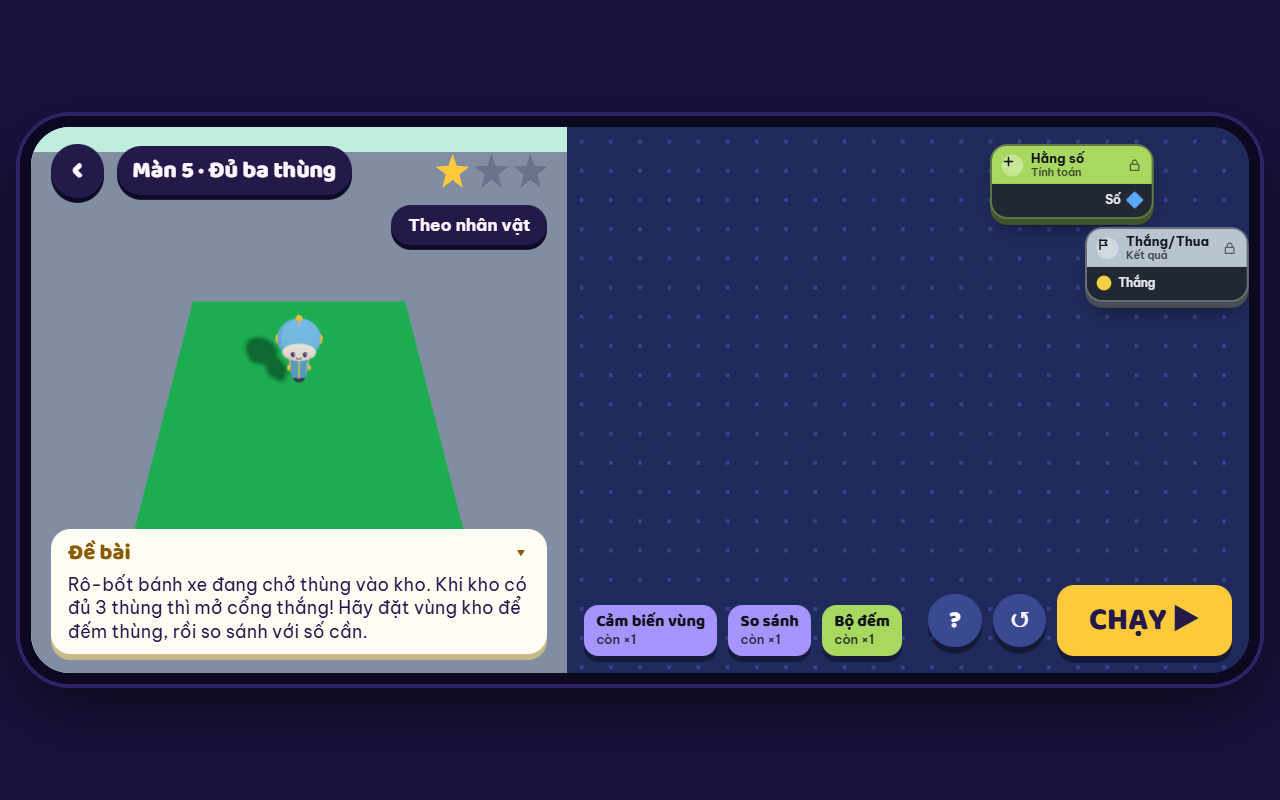 Màn 5 • Đủ ba thùng
Theo nhân vật
Đề bài
Rô-bốt bánh xe đang chở thùng vào kho. Khi kho có
đủ 3 thùng thì mở cổng thắng! Hãy đặt vùng kho để
đếm thùng, rồi so sánh với số cần.
Hằng số
Tính toán
Số
Thắng/Thua
Kết quả
Thắng
Cảm biến vùng
còn ×1
So sánh
còn ×1
Bộ đếm
còn ×1
?
CHẠY